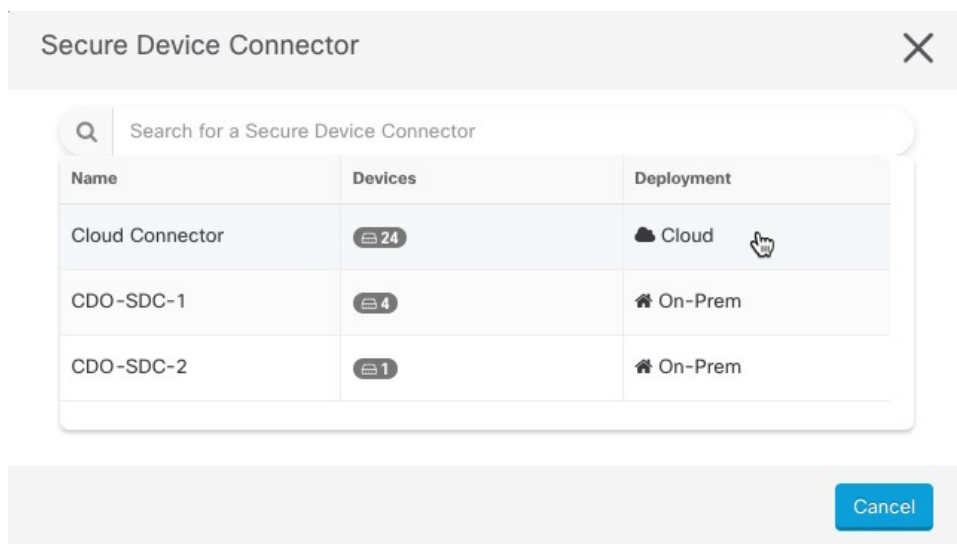 Secure Device Connector
Search for a Secure Device Connector
Name Devices Deployment
Cloud Connector 24 Cloud
CDO-SDC-1 4 On-Prem
CDO-SDC-2 1 On-Prem
Cancel